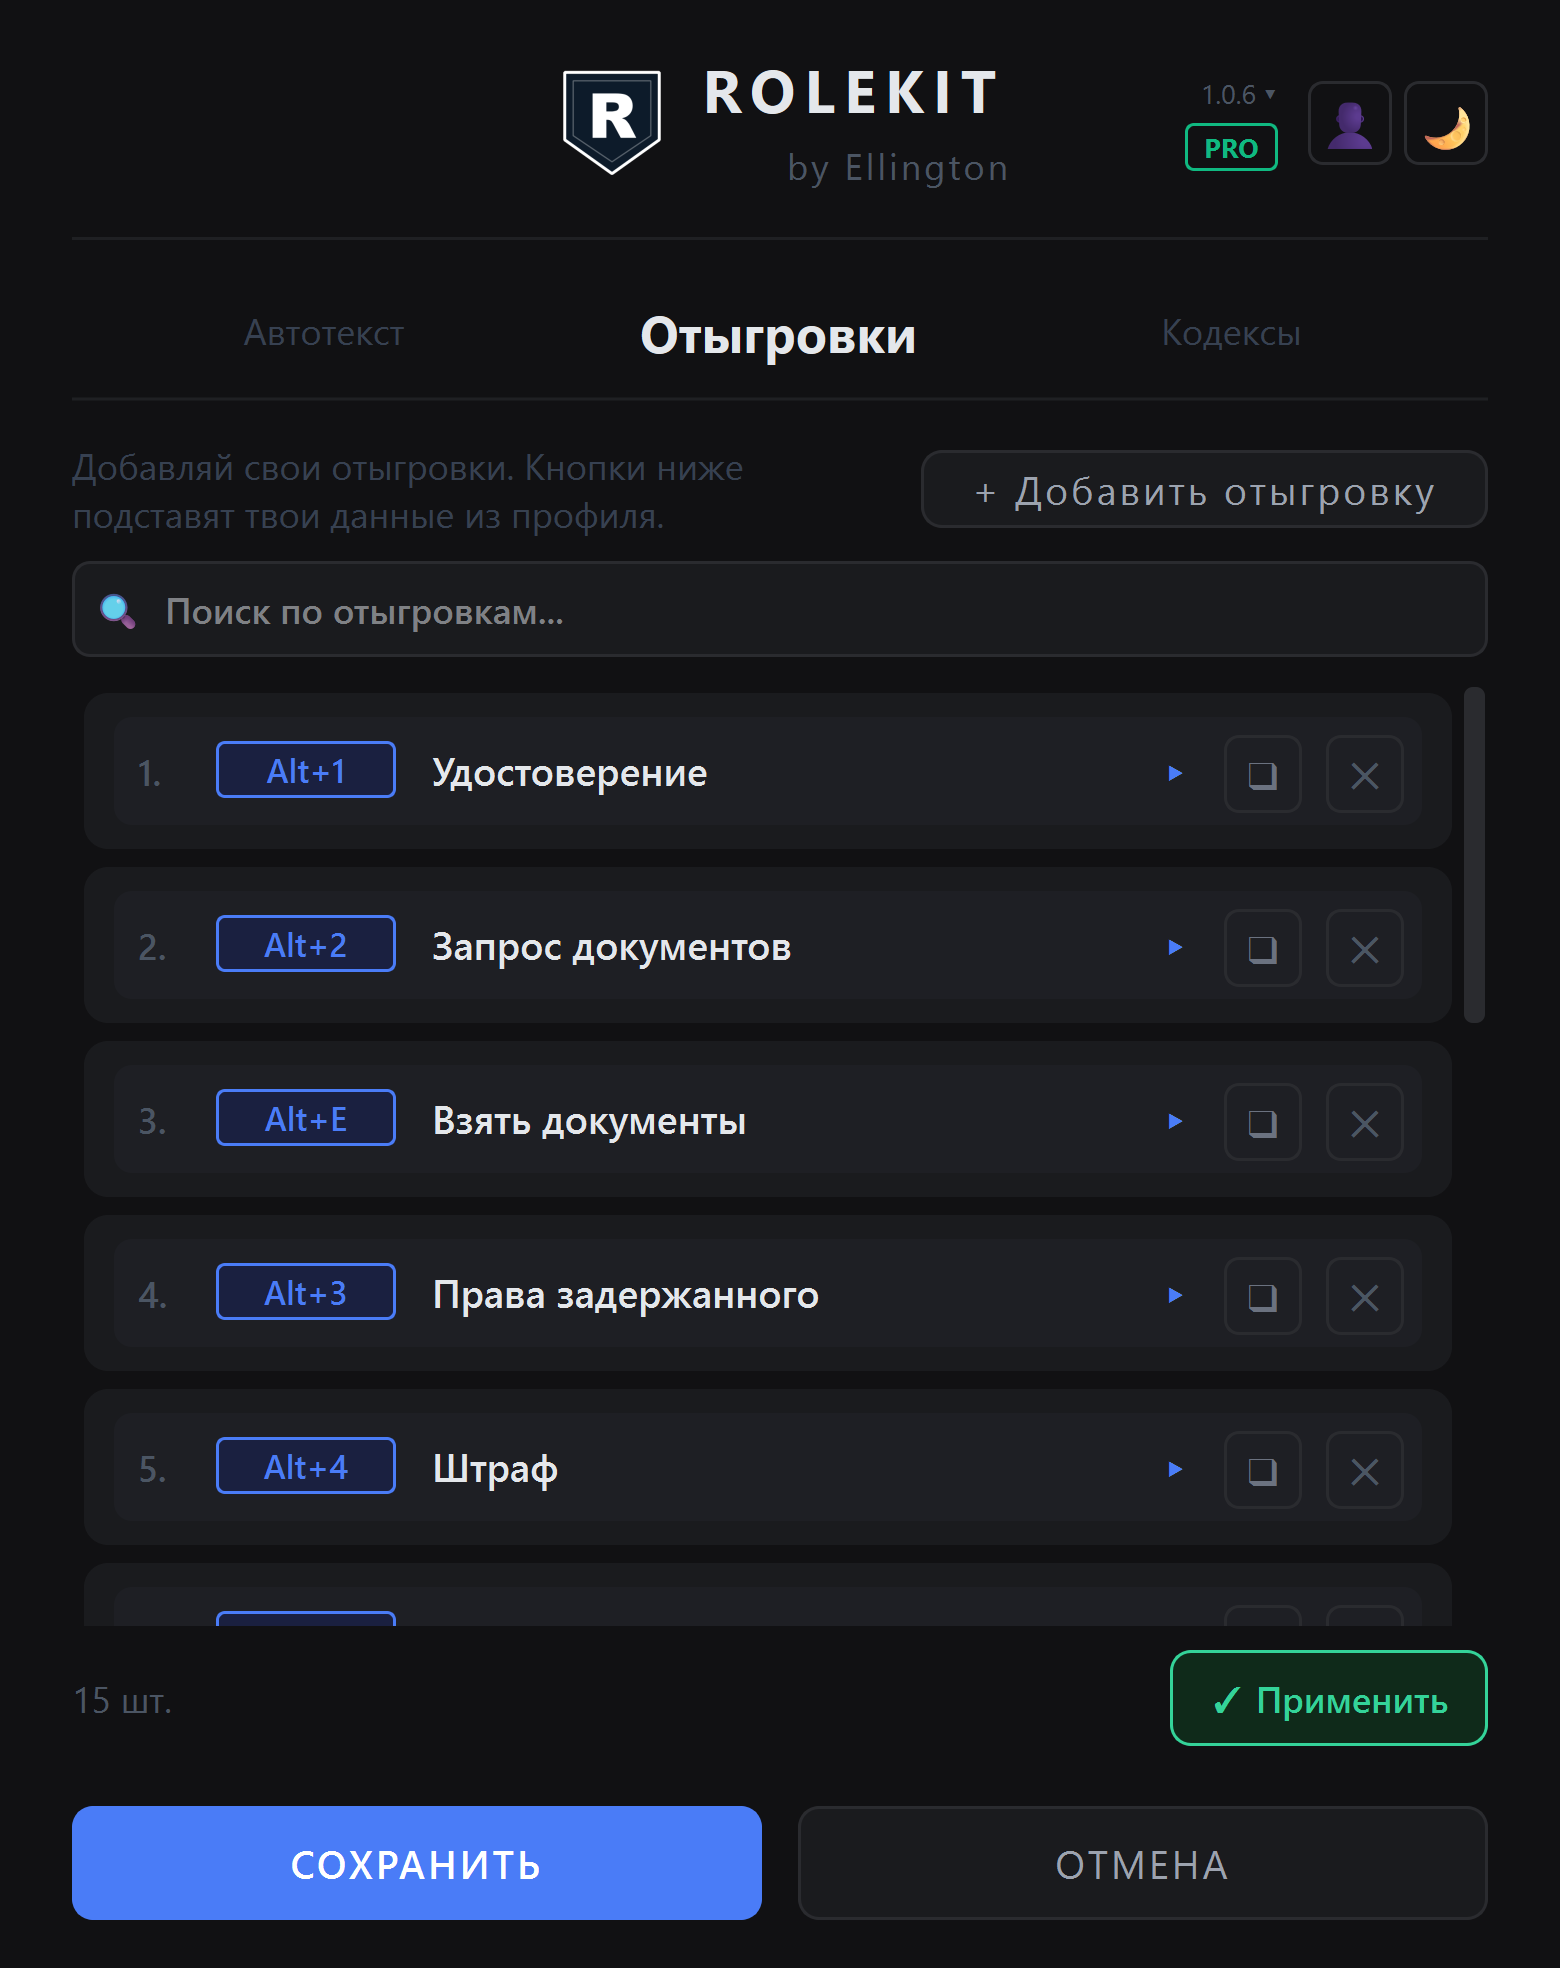 R
ROLEKIT
by Ellington
1.0.6 ▾
PRO
Автотекст
Отыгровки
Кодексы
Добавляй свои отыгровки. Кнопки ниже
подставят твои данные из профиля.
+ Добавить отыгровку
Поиск по отыгровкам...
1. Alt+1 Удостоверение
2. Alt+2 Запрос документов
3. Alt+E Взять документы
4. Alt+3 Права задержанного
5. Alt+4 Штраф
15 шт.
✓ Применить
СОХРАНИТЬ
ОТМЕНА